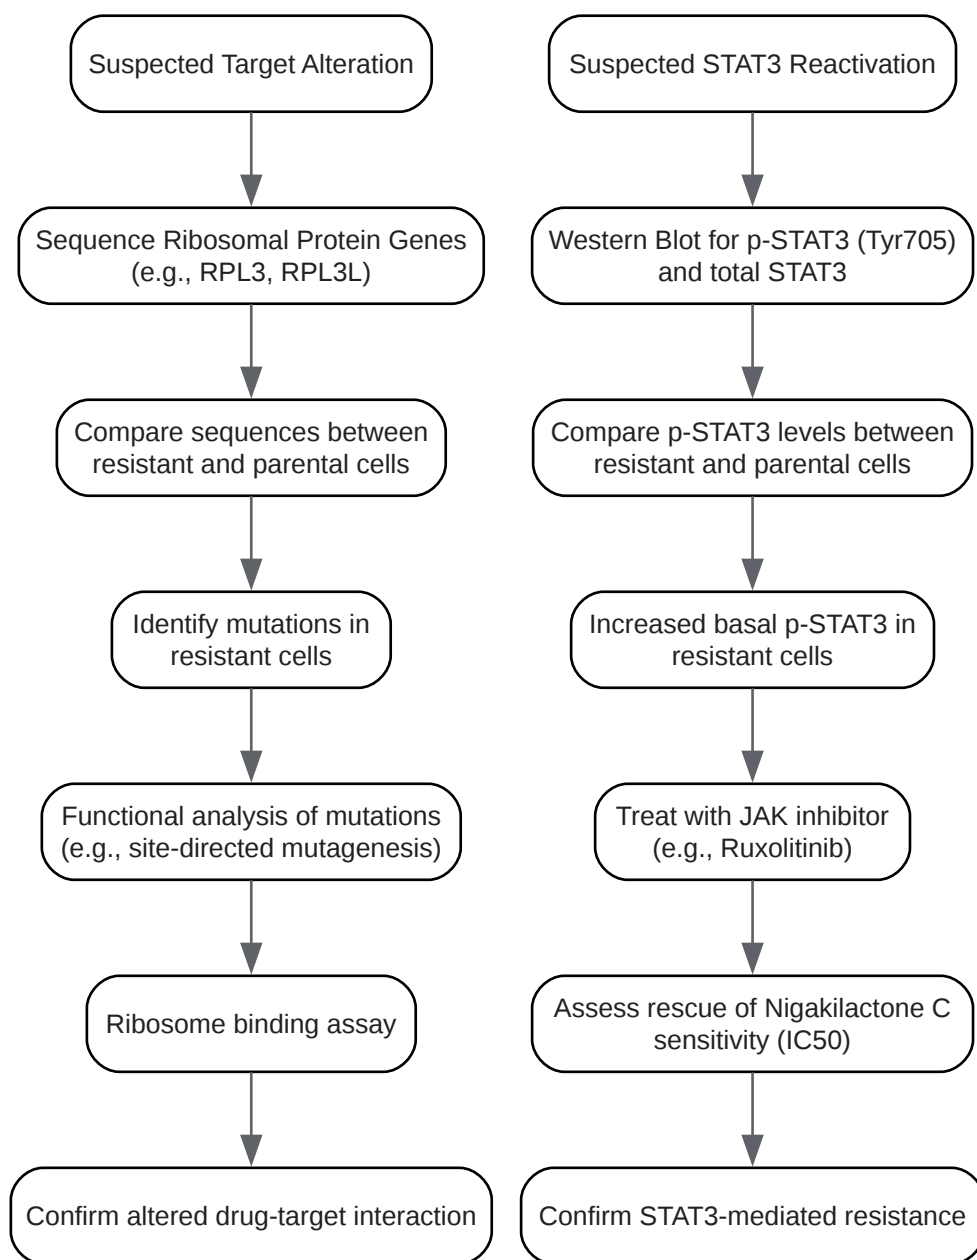 Suspected Target Alteration
Sequence Ribosomal Protein Genes
(e.g., RPL3, RPL3L)
Compare sequences between
resistant and parental cells
Identify mutations in
resistant cells
Functional analysis of mutations
(e.g., site-directed mutagenesis)
Ribosome binding assay
Confirm altered drug-target interaction
Suspected STAT3 Reactivation
Western Blot for p-STAT3 (Tyr705)
and total STAT3
Compare p-STAT3 levels between
resistant and parental cells
Increased basal p-STAT3 in
resistant cells
Treat with JAK inhibitor
(e.g., Ruxolitinib)
Assess rescue of Nigakilactone C
sensitivity (IC50)
Confirm STAT3-mediated resistance